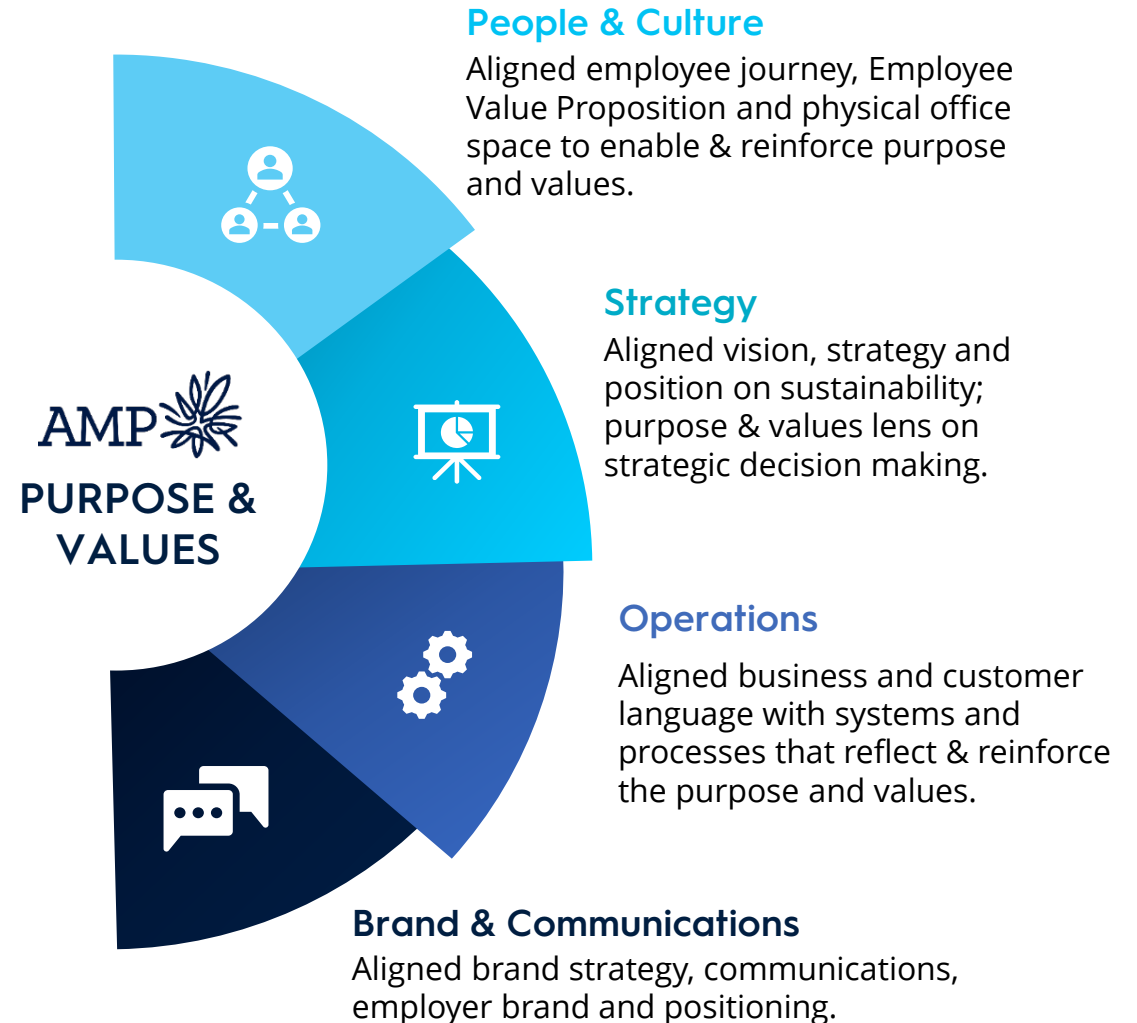 People & Culture
Aligned employee journey, Employee
Value Proposition and physical office
space to enable & reinforce purpose
and values.
Strategy
Aligned vision, strategy and
position on sustainability;
purpose & values lens on
strategic decision making.
AMP
PURPOSE &
VALUES
Operations
Aligned business and customer
language with systems and
processes that reflect & reinforce
the purpose and values.
Brand & Communications
Aligned brand strategy, communications,
employer brand and positioning.